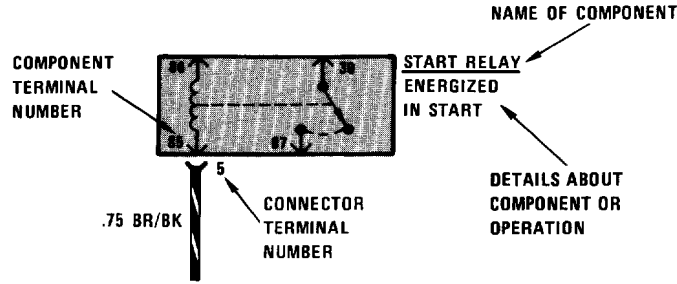 NAME OF COMPONENT
COMPONENT
TERMINAL
NUMBER
86
30
START RELAY
ENERGIZED
IN START
85
87
5
.75 BR/BK
CONNECTOR
TERMINAL
NUMBER
DETAILS ABOUT
COMPONENT OR
OPERATION